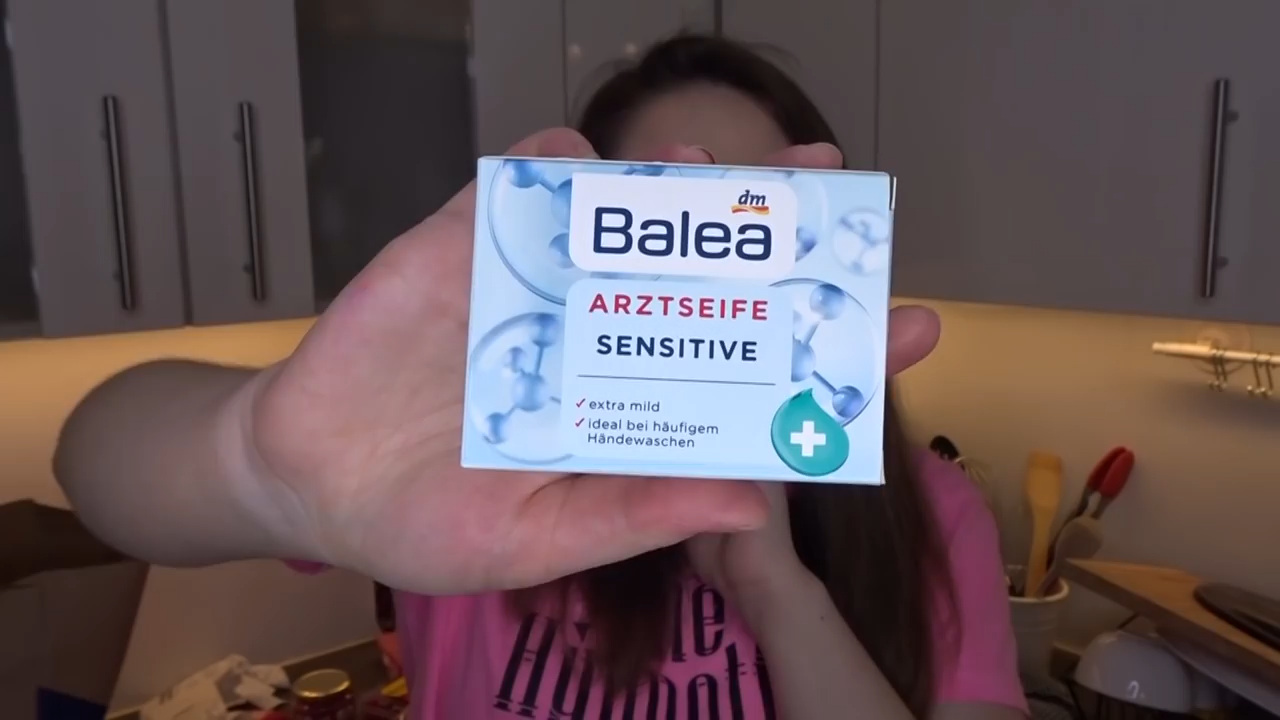 dm
Balea
ARZTSEIFE
SENSITIVE
✓ extra mild
✓ ideal bei häufigem
Händewaschen